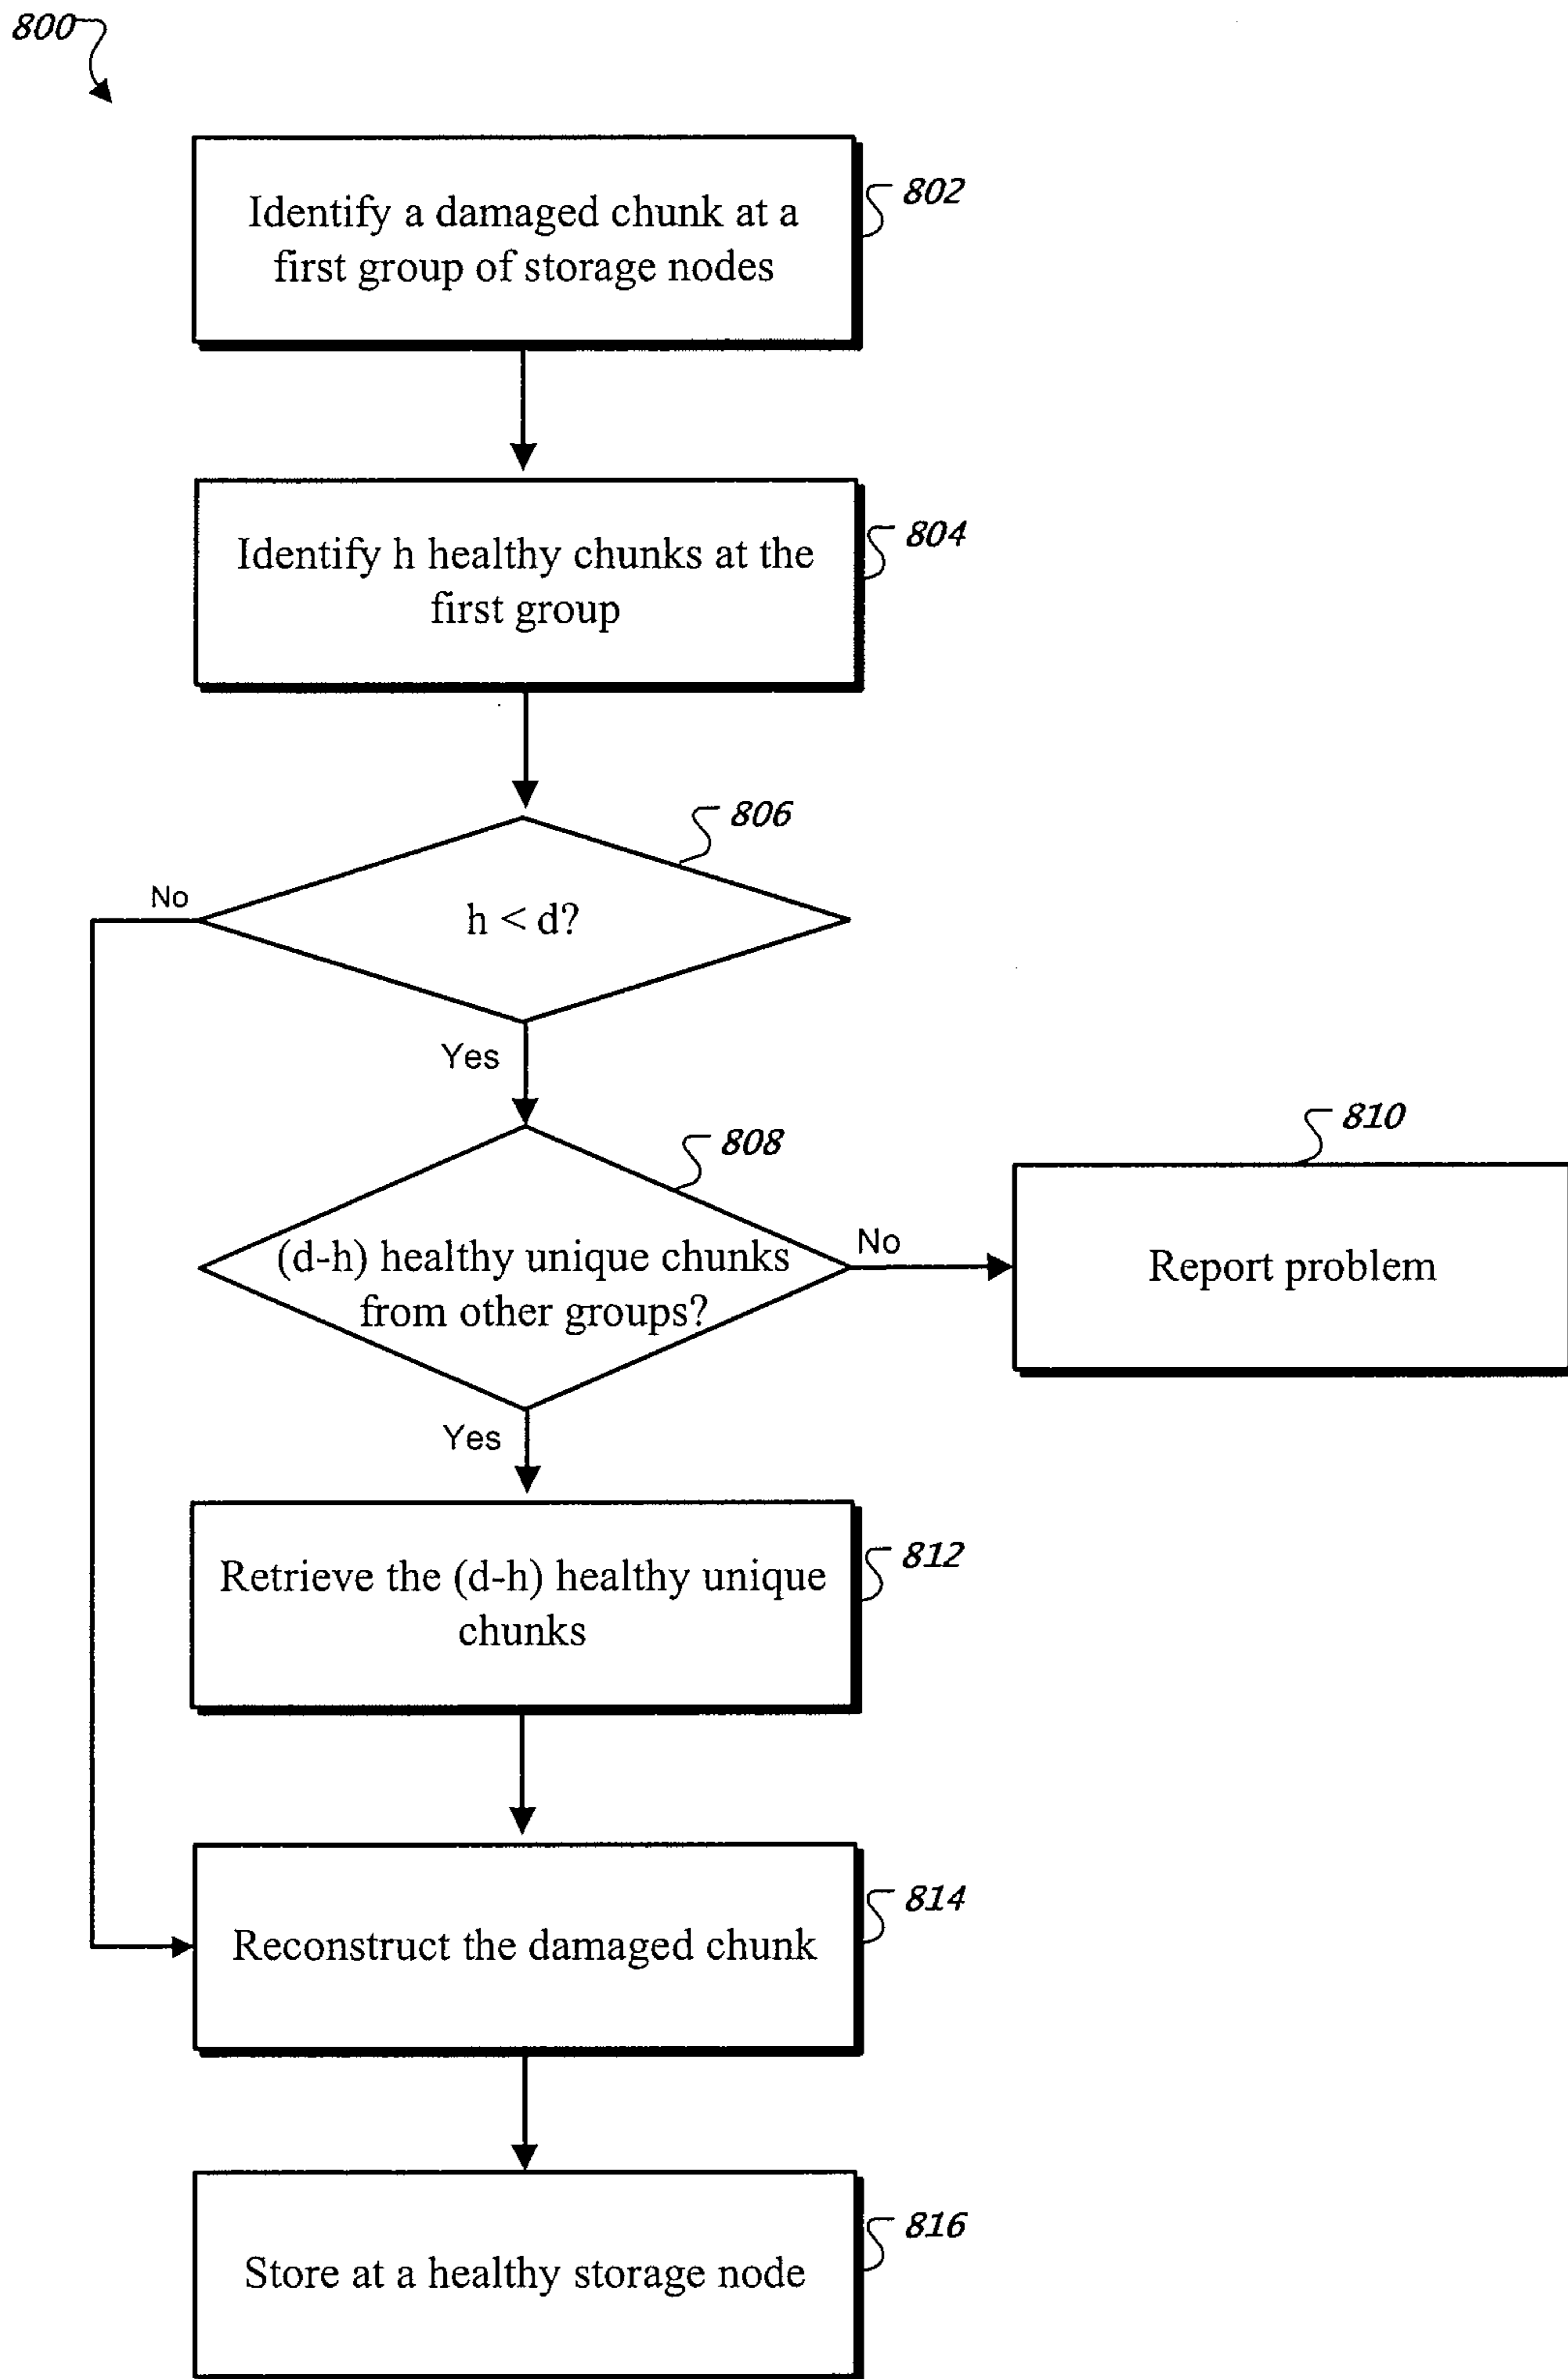 800
Identify a damaged chunk at a
first group of storage nodes
802
Identify h healthy chunks at the
first group
804
806
No
h < d?
Yes
808
810
(d-h) healthy unique chunks
from other groups?
No
Report problem
Yes
812
Retrieve the (d-h) healthy unique
chunks
814
Reconstruct the damaged chunk
816
Store at a healthy storage node